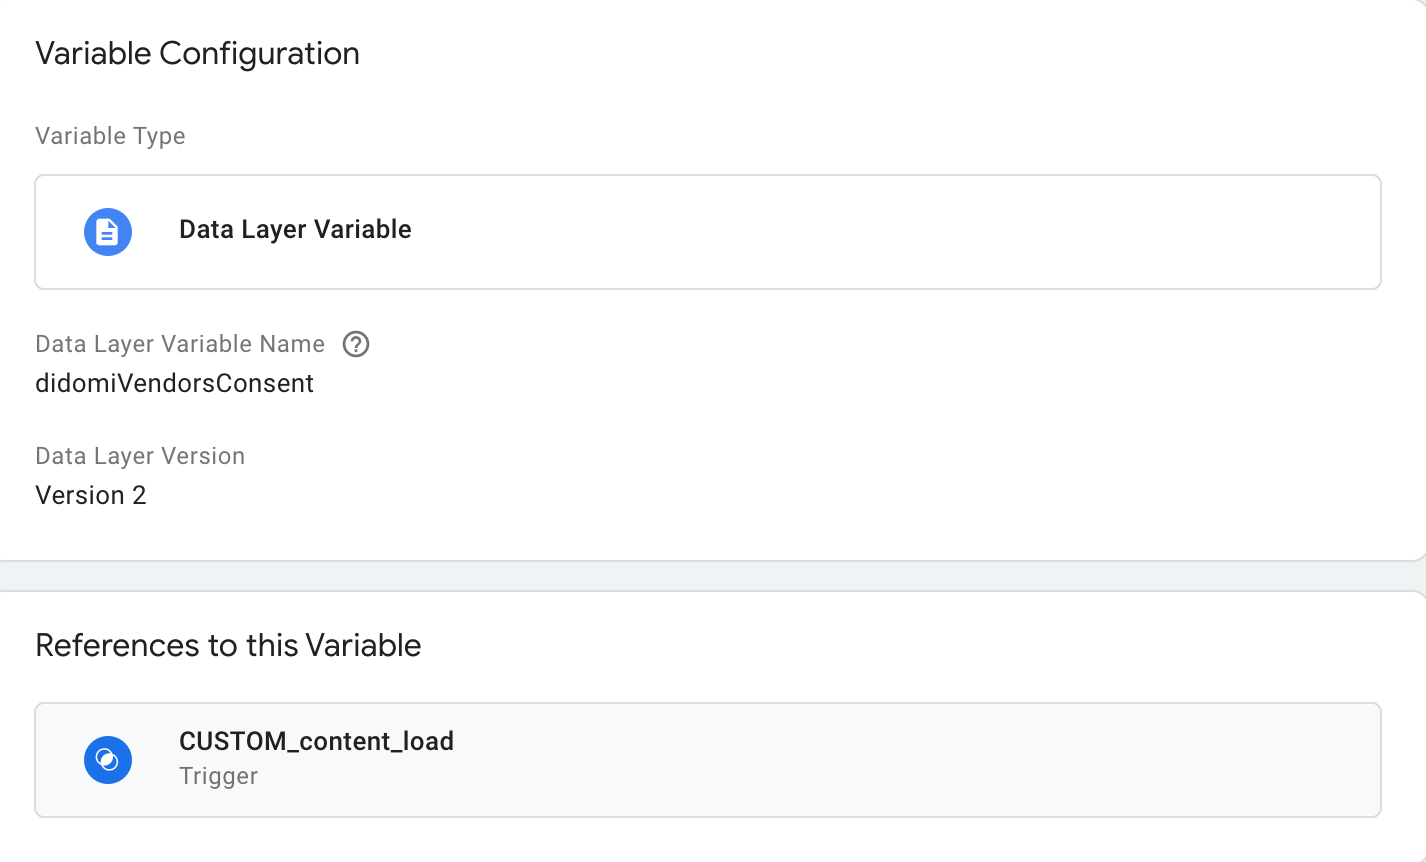 Variable Configuration
Variable Type
Data Layer Variable
Data Layer Variable Name
didomiVendorsConsent
Data Layer Version
Version 2
References to this Variable
CUSTOM_content_load
Trigger